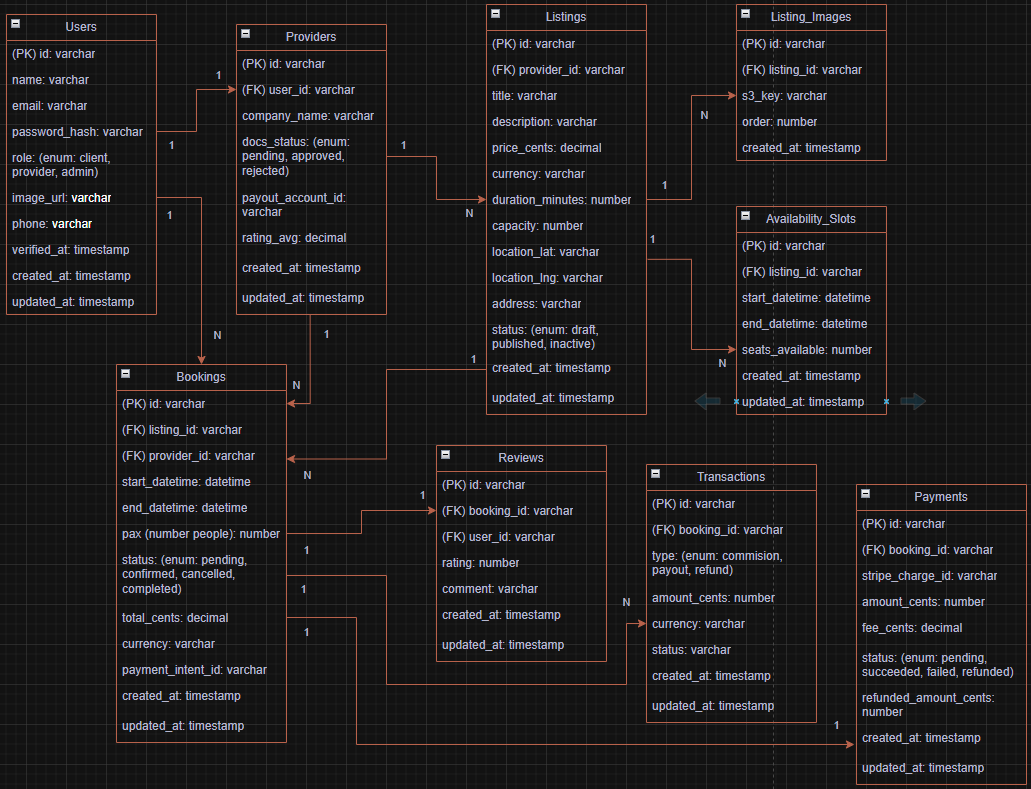 Users
(PK) id: varchar
name: varchar
email: varchar
password_hash: varchar
role: (enum: client,
provider, admin)
image_url: varchar
phone: varchar
verified_at: timestamp
created_at: timestamp
updated_at: timestamp
1
1
1
N
Providers
(PK) id: varchar
(FK) user_id: varchar
company_name: varchar
docs_status: (enum:
pending, approved,
rejected)
payout_account_id:
varchar
rating_avg: decimal
created_at: timestamp
updated_at: timestamp
1
N
1
N
Listings
(PK) id: varchar
(FK) provider_id: varchar
title: varchar
description: varchar
price_cents: decimal
currency: varchar
duration_minutes: number
capacity: number
location_lat: varchar
location_lng: varchar
address: varchar
status: (enum: draft,
published, inactive)
created_at: timestamp
updated_at: timestamp
1
N
1
N
1
N
Listing_Images
(PK) id: varchar
(FK) listing_id: varchar
s3_key: varchar
order: number
created_at: timestamp
Availability_Slots
(PK) id: varchar
(FK) listing_id: varchar
start_datetime: datetime
end_datetime: datetime
seats_available: number
created_at: timestamp
updated_at: timestamp
Bookings
(PK) id: varchar
(FK) listing_id: varchar
(FK) provider_id: varchar
start_datetime: datetime
end_datetime: datetime
pax (number people): number
status: (enum: pending,
confirmed, cancelled,
completed)
total_cents: decimal
currency: varchar
payment_intent_id: varchar
created_at: timestamp
updated_at: timestamp
1
1
1
N
1
1
Reviews
(PK) id: varchar
(FK) booking_id: varchar
(FK) user_id: varchar
rating: number
comment: varchar
created_at: timestamp
updated_at: timestamp
Transactions
(PK) id: varchar
(FK) booking_id: varchar
type: (enum: commision,
payout, refund)
amount_cents: number
currency: varchar
status: varchar
created_at: timestamp
updated_at: timestamp
Payments
(PK) id: varchar
(FK) booking_id: varchar
stripe_charge_id: varchar
amount_cents: number
fee_cents: decimal
status: (enum: pending,
succeeded, failed, refunded)
refunded_amount_cents:
number
created_at: timestamp
updated_at: timestamp